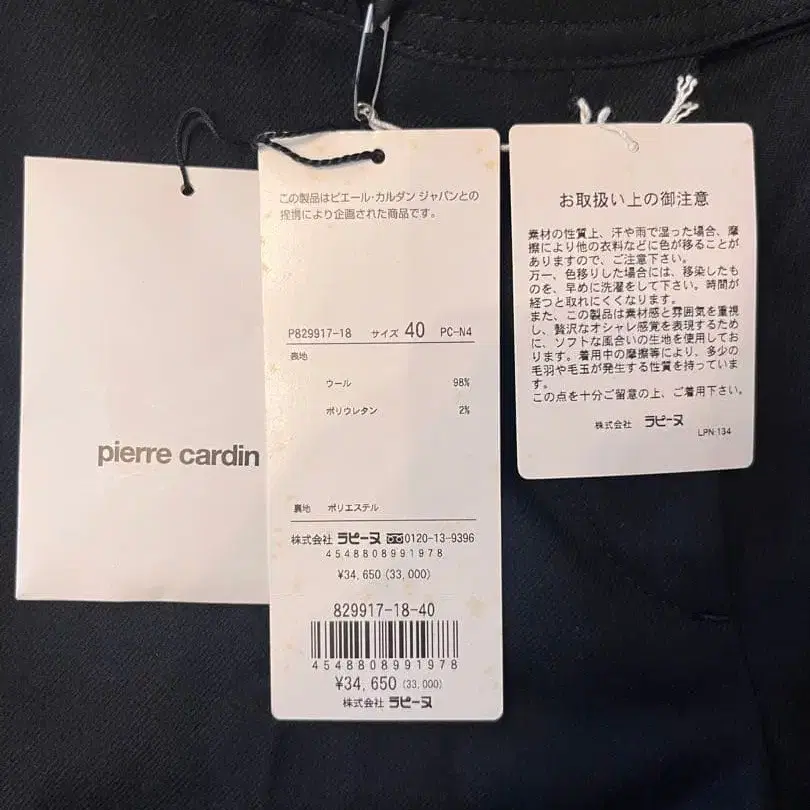 pierre cardin
この製品はピエール・カルダン ジャパンとの
提携により企画された商品です。
P829917-18 サイズ 40 PC-N4
表地
ウール 98%
ポリウレタン 2%
裏地 ポリエステル
株式会社 ラピーヌ 0120-13-9396
4548808991978
¥34,650 (33,000)
829917-18-40
4548808991978
¥34,650 (33,000)
株式会社 ラピーヌ
お取扱い上の御注意
素材の性質上、汗や雨で湿った場合、摩
擦により他の衣料などに色が移ることが
ありますので、ご注意下さい。
万一、色移りした場合には、移染したも
のを、早めに洗濯をして下さい。時間が
経つと取れにくくなります。
また、この製品は素材感と雰囲気を重視
し、贅沢なオシャレ感覚を表現するため
に、ソフトな風合いの生地を使用してお
ります。着用中の摩擦等により、多少の
毛羽や毛玉が発生する性質を持っていま
す。
この点を十分ご留意の上、ご着用下さい。
株式会社 ラピーヌ
LPN-134